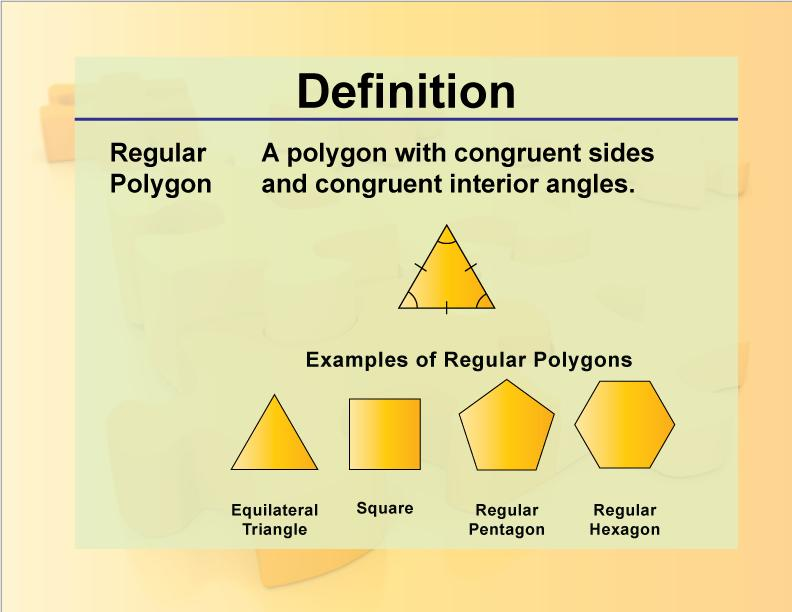 Definition
Regular
Polygon
A polygon with congruent sides
and congruent interior angles.
Examples of Regular Polygons
Equilateral
Triangle
Square
Regular
Pentagon
Regular
Hexagon